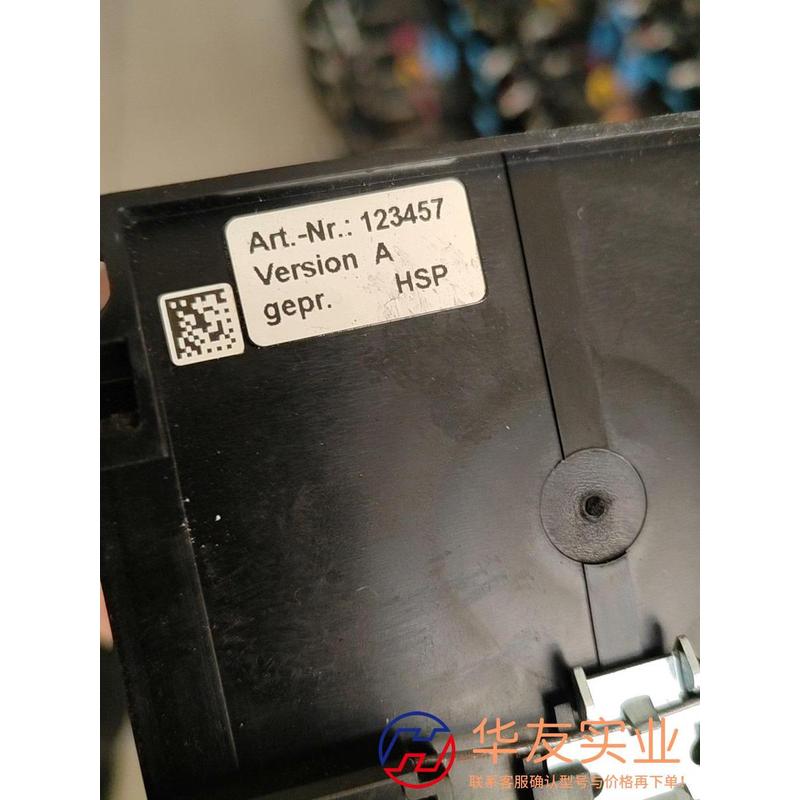 Art.-Nr.: 123457
Version A
gepr. HSP
华友实业
联系客服确认型号与价格再下单!